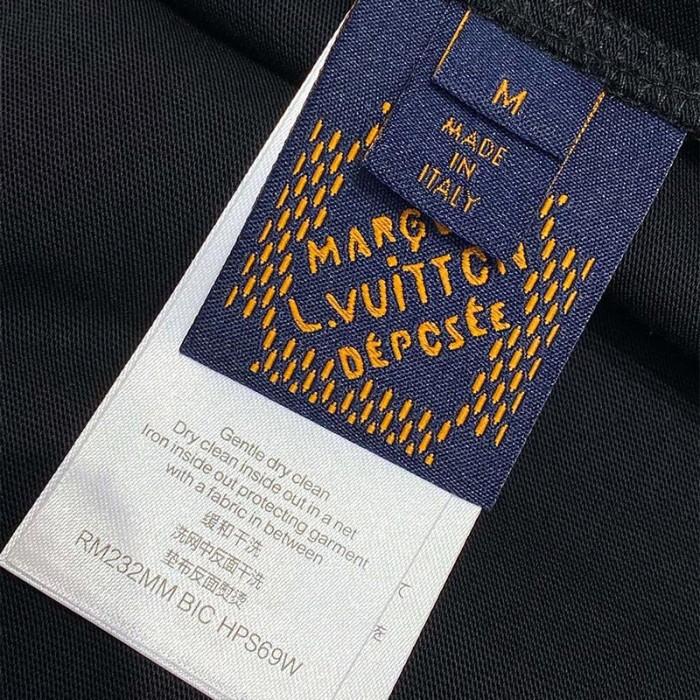 M
MADE
IN
ITALY
L.VUITTON
DÉPOSÉE
Gentle dry clean
Dry clean inside out in a net
Iron inside out protecting garment
with a fabric in between
缓和干洗
洗网中反面干洗
垫布反面熨烫
RM232MM BIC HPS69W
て
を